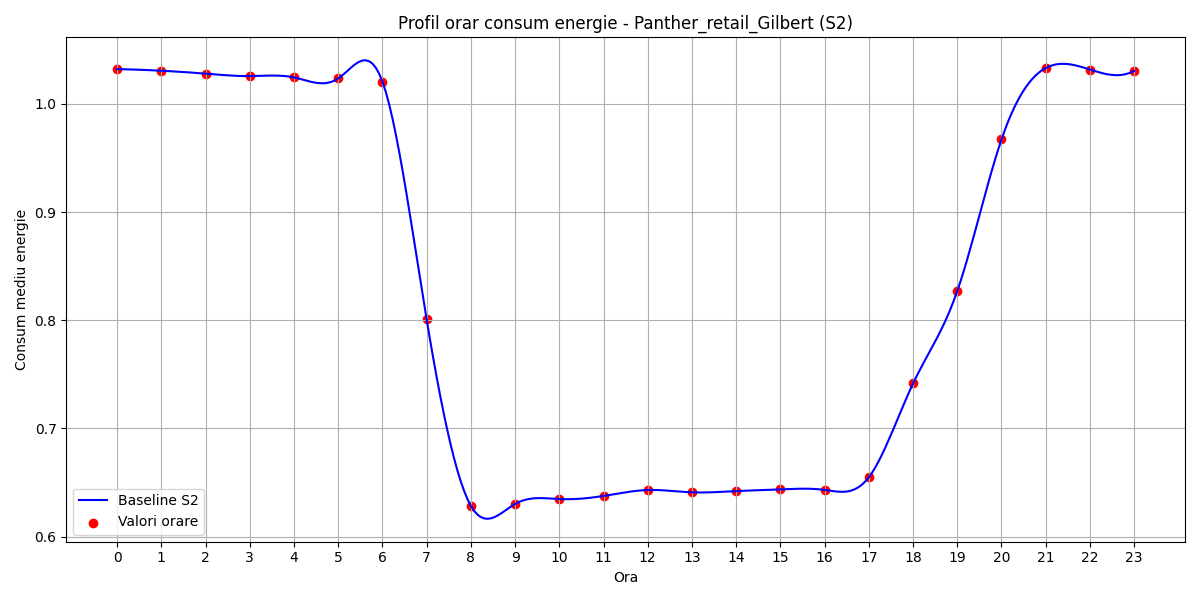 Profil orar consum energie - Panther_retail_Gilbert (S2)
Consum mediu energie
1.0
0.9
0.8
0.7
0.6
Baseline S2
Valori orare
0 1 2 3 4 5 6 7 8 9 10 11 12 13 14 15 16 17 18 19 20 21 22 23
Ora